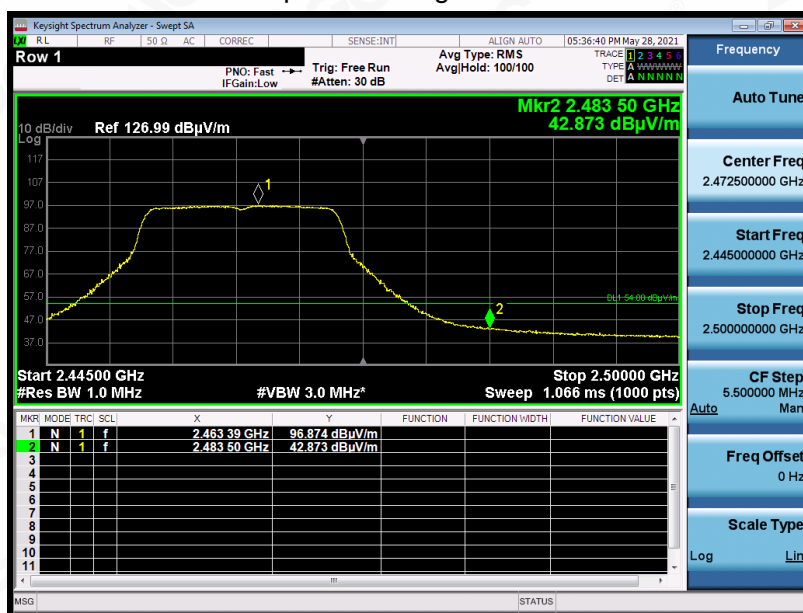 Keysight Spectrum Analyzer - Swept SA
LXI RL RF 50 Ω AC CORREC SENSE:INT ALIGN AUTO 05:36:40 PM May 28, 2021
Row 1
PNO: Fast
IFGain:Low
Trig: Free Run
#Atten: 30 dB
Avg Type: RMS
Avg|Hold: 100/100
TRACE 1 2 3 4 5 6
TYPE A WWWWW
DET A N N N N N
Mkr2 2.483 50 GHz
42.873 dBµV/m
10 dB/div Ref 126.99 dBµV/m
Log
117
107
97.0
87.0
77.0
67.0
57.0
47.0
37.0
1
2
DL1 54.00 dBµV/m
Start 2.44500 GHz Stop 2.50000 GHz
#Res BW 1.0 MHz #VBW 3.0 MHz* Sweep 1.066 ms (1000 pts)
MKR MODE TRC SCL X Y FUNCTION FUNCTION WIDTH FUNCTION VALUE
1 N 1 f 2.463 39 GHz 96.874 dBµV/m
2 N 1 f 2.483 50 GHz 42.873 dBµV/m
3
4
5
6
7
8
9
10
11
MSG STATUS
Frequency
Auto Tune
Center Freq
2.472500000 GHz
Start Freq
2.445000000 GHz
Stop Freq
2.500000000 GHz
CF Step
5.500000 MHz
Auto Man
Freq Offset
0 Hz
Scale Type
Log Lin